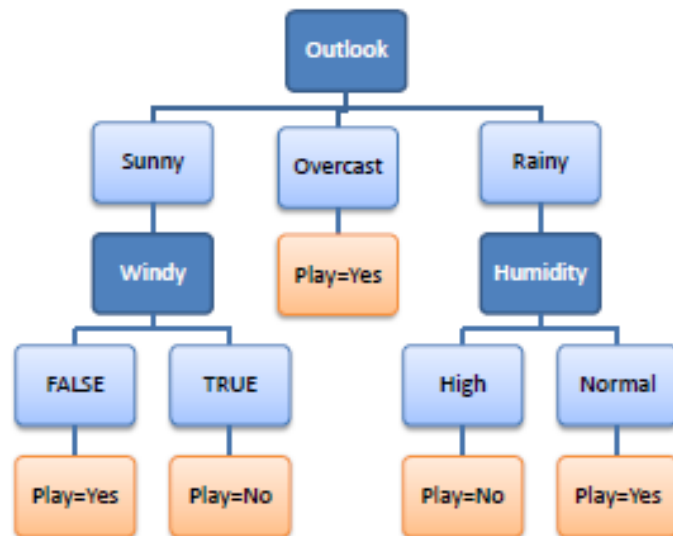 Outlook
Sunny
Overcast
Rainy
Windy
Play=Yes
Humidity
FALSE
TRUE
High
Normal
Play=Yes
Play=No
Play=No
Play=Yes